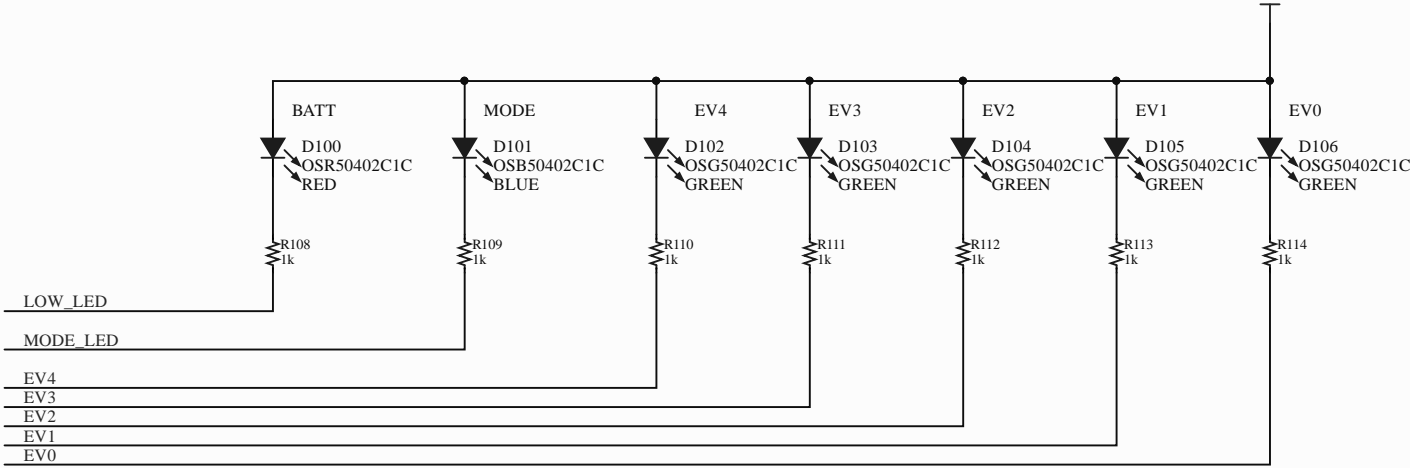 BATT
MODE
EV4
EV3
EV2
EV1
EV0
D100
OSR50402C1C
RED
D101
OSB50402C1C
BLUE
D102
OSG50402C1C
GREEN
D103
OSG50402C1C
GREEN
D104
OSG50402C1C
GREEN
D105
OSG50402C1C
GREEN
D106
OSG50402C1C
GREEN
R108
1k
R109
1k
R110
1k
R111
1k
R112
1k
R113
1k
R114
1k
LOW_LED
MODE_LED
EV4
EV3
EV2
EV1
EV0